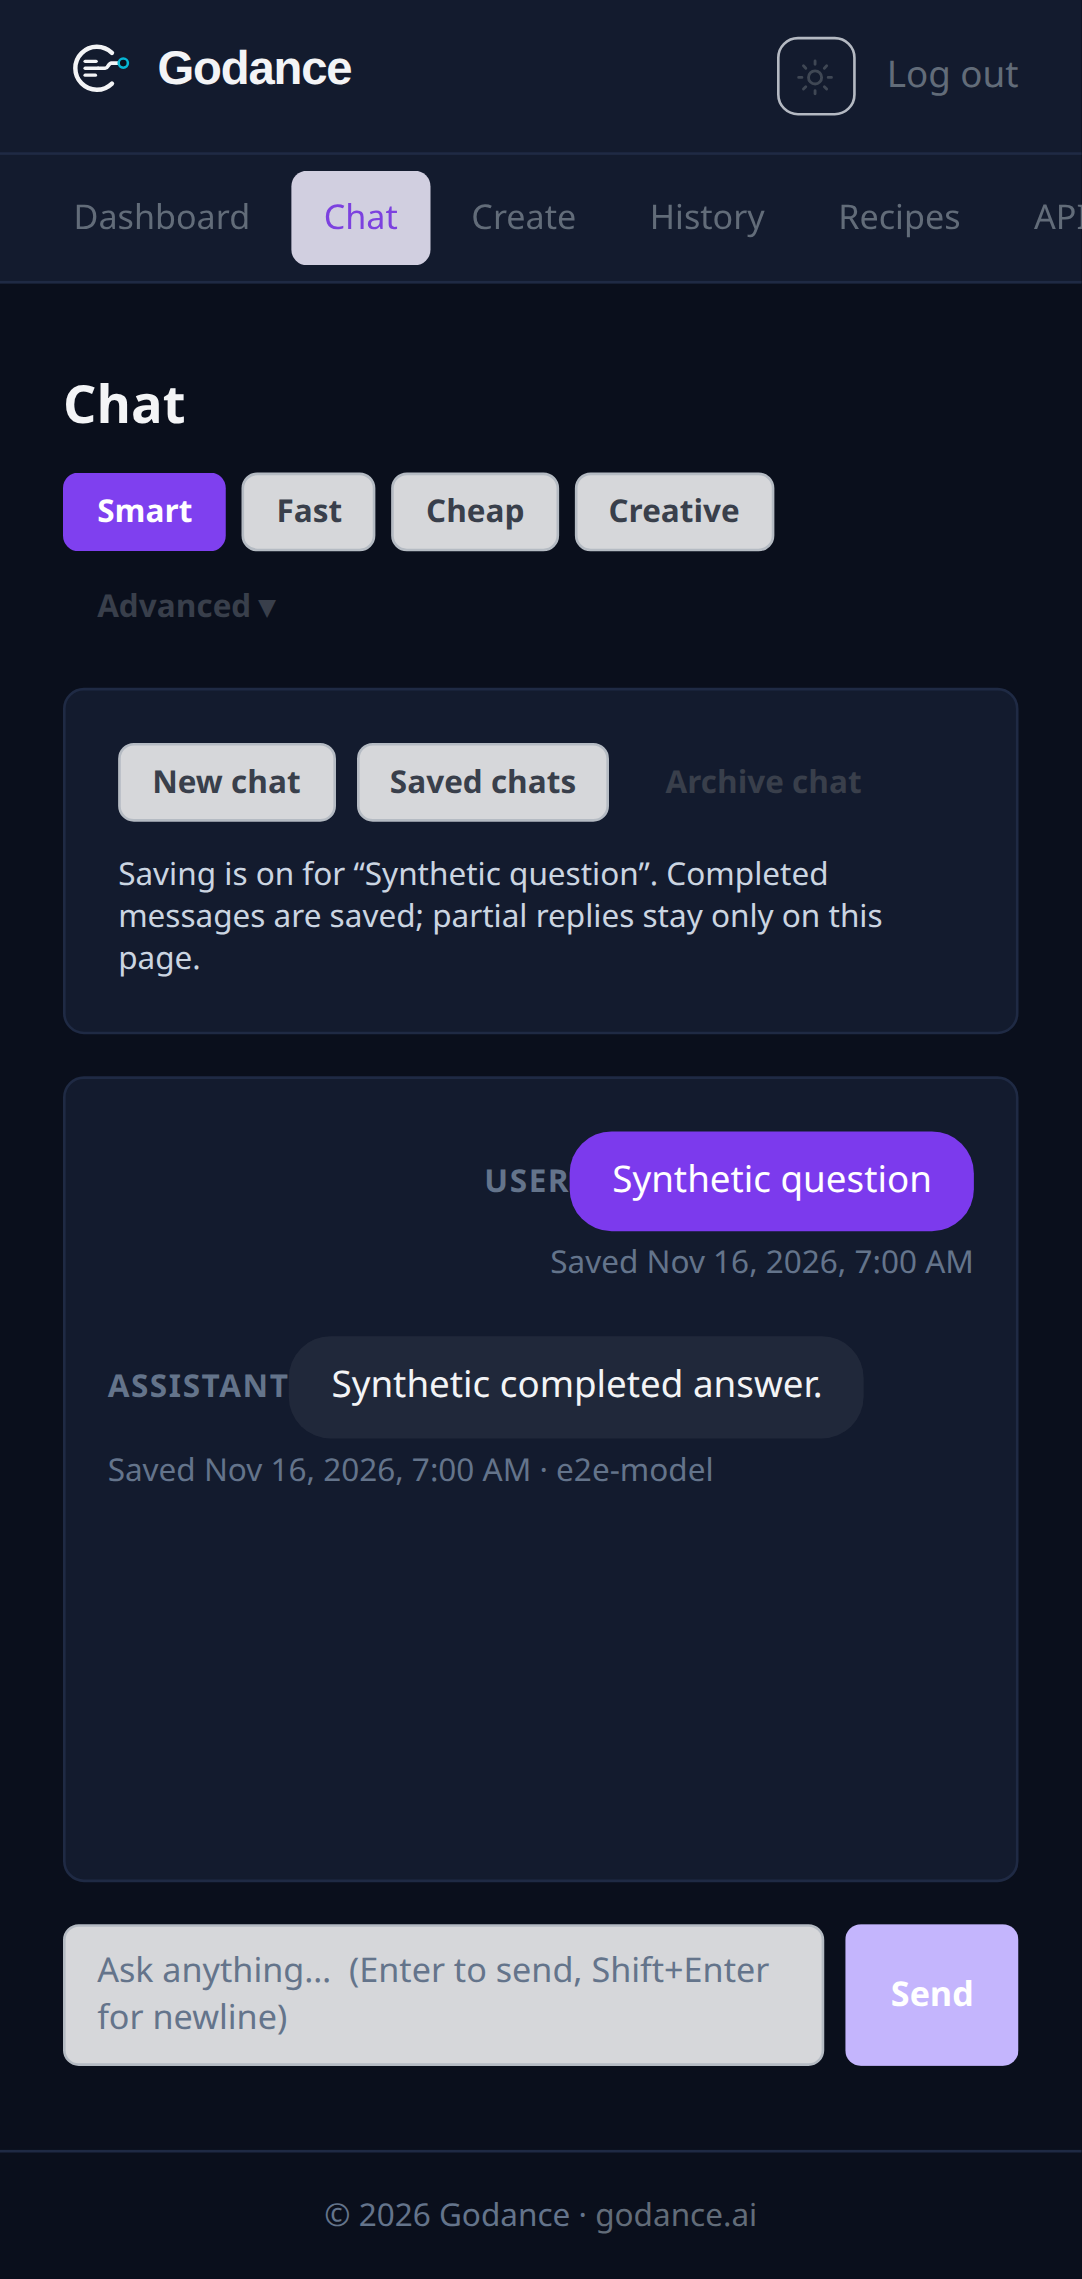 Godance
Log out
Dashboard Chat Create History Recipes API
Chat
Smart Fast Cheap Creative
Advanced ▼
New chat Saved chats Archive chat
Saving is on for “Synthetic question”. Completed
messages are saved; partial replies stay only on this
page.
USER Synthetic question
Saved Nov 16, 2026, 7:00 AM
ASSISTANT Synthetic completed answer.
Saved Nov 16, 2026, 7:00 AM · e2e-model
Ask anything… (Enter to send, Shift+Enter
for newline)
Send
© 2026 Godance · godance.ai